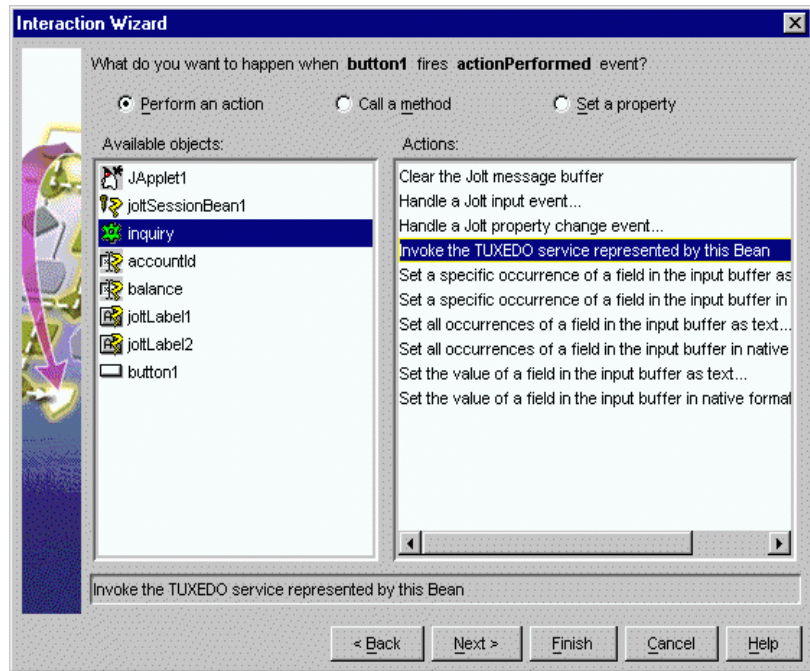 Interaction Wizard
What do you want to happen when button1 fires actionPerformed event?
Perform an action
Call a method
Set a property
Available objects:
JApplet1
joltSessionBean1
inquiry
accountId
balance
joltLabel1
joltLabel2
button1
Actions:
Clear the Jolt message buffer
Handle a Jolt input event...
Handle a Jolt property change event...
Invoke the TUXEDO service represented by this Bean
Set a specific occurrence of a field in the input buffer as
Set a specific occurrence of a field in the input buffer in
Set all occurrences of a field in the input buffer as text...
Set all occurrences of a field in the input buffer in native
Set the value of a field in the input buffer as text...
Set the value of a field in the input buffer in native format
Invoke the TUXEDO service represented by this Bean
< Back
Next >
Finish
Cancel
Help